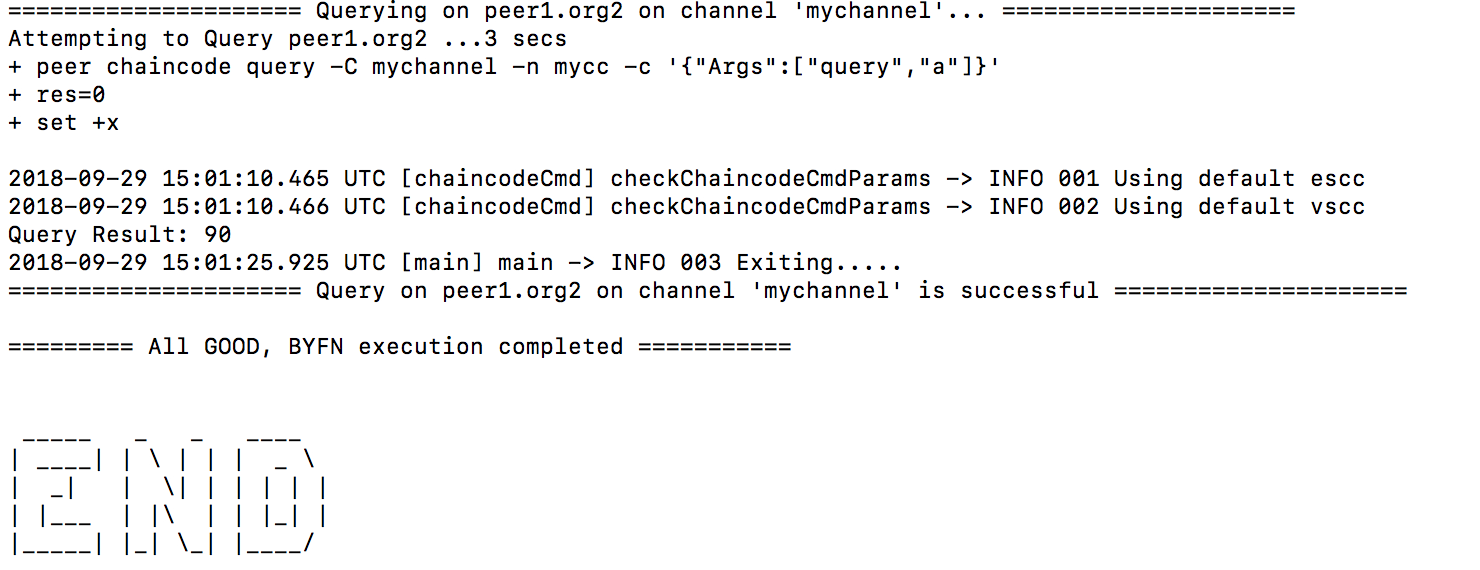 ===================== Querying on peer1.org2 on channel 'mychannel'... =====================
Attempting to Query peer1.org2 ...3 secs
+ peer chaincode query -C mychannel -n mycc -c '{"Args":["query","a"]}'
+ res=0
+ set +x

2018-09-29 15:01:10.465 UTC [chaincodeCmd] checkChaincodeCmdParams -> INFO 001 Using default escc
2018-09-29 15:01:10.466 UTC [chaincodeCmd] checkChaincodeCmdParams -> INFO 002 Using default vscc
Query Result: 90
2018-09-29 15:01:25.925 UTC [main] main -> INFO 003 Exiting.....
===================== Query on peer1.org2 on channel 'mychannel' is successful =====================

========= All GOOD, BYFN execution completed ===========


 _____   _   _   ____
| ____| | \ | | |  _ \
|  _|   |  \| | | | | |
| |___  | |\  | | |_| |
|_____| |_| \_| |____/